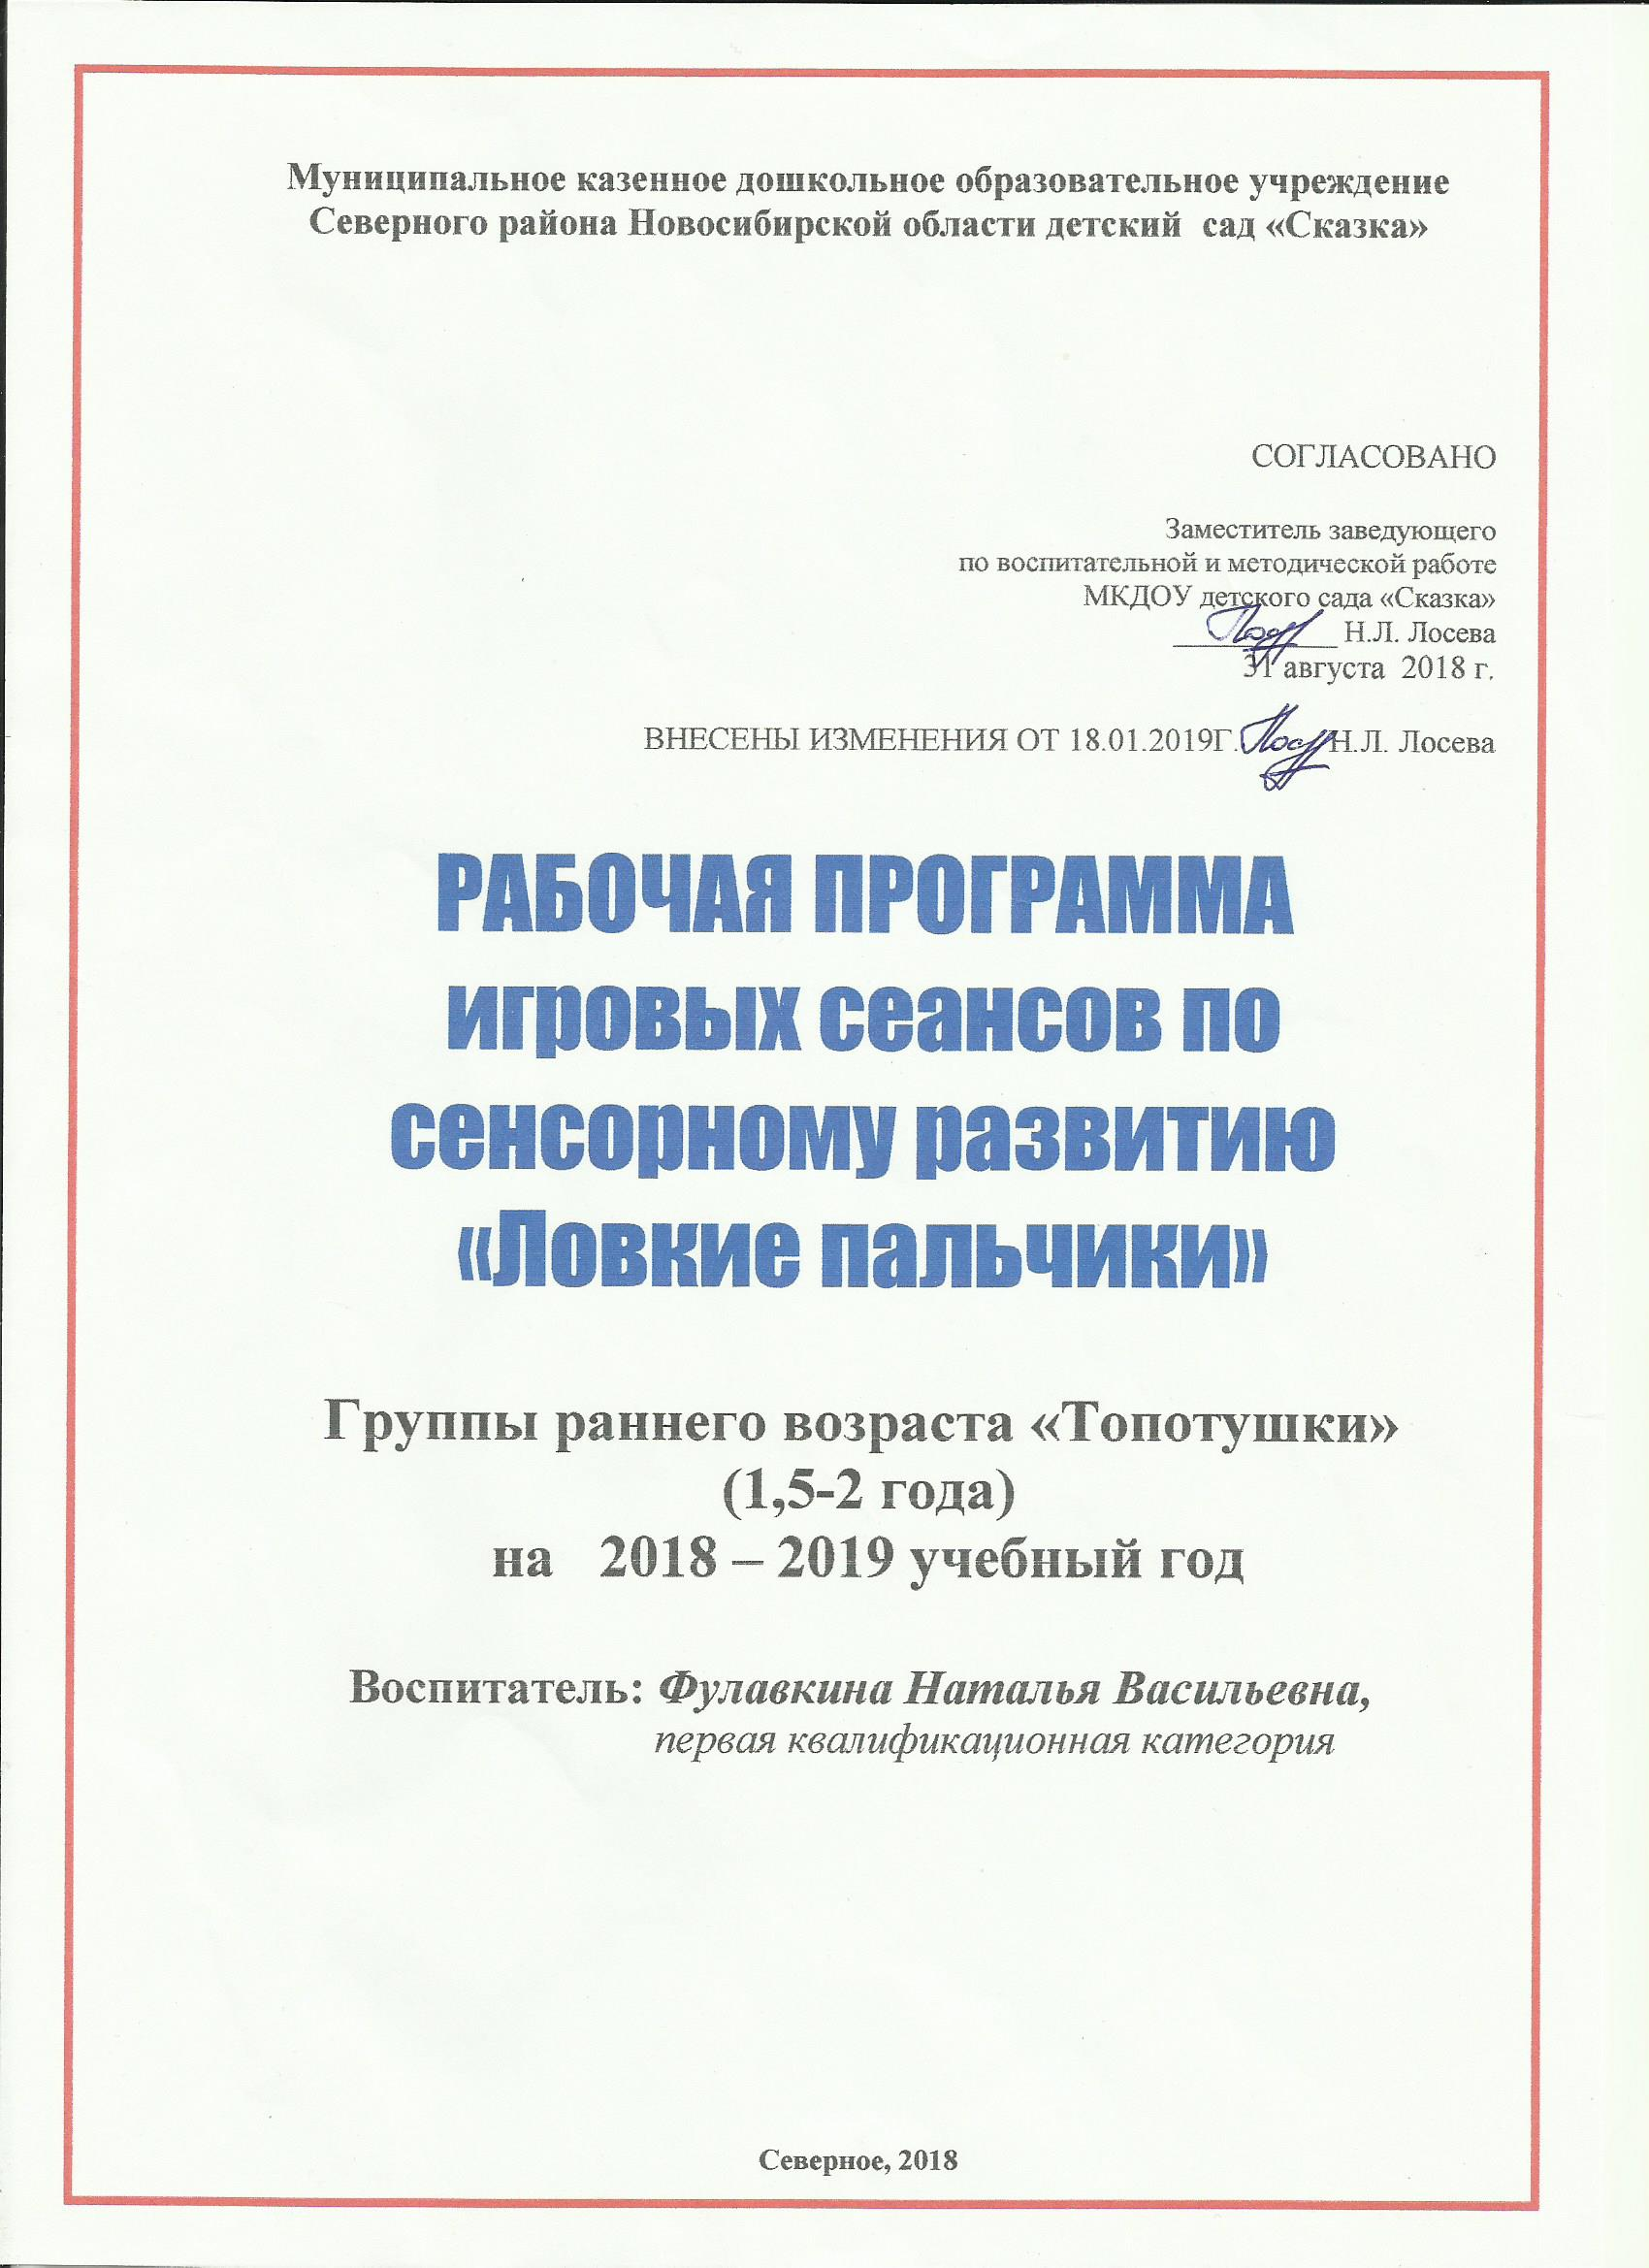 Муниципальное казенное дошкольное образовательное учреждение
Северного района Новосибирской области детский  сад «Сказка»
СОГЛАСОВАНО
Заместитель заведующего
по воспитательной и методической работе
МКДОУ детского сада «Сказка»
___________ Н.Л. Лосева
31 августа  2018 г.
ВНЕСЕНЫ ИЗМЕНЕНИЯ ОТ 18.01.2019Г. Н.Л. Лосева
РАБОЧАЯ ПРОГРАММА
игровых сеансов по
сенсорному развитию
«Ловкие пальчики»
Группы раннего возраста «Топотушки»
(1,5-2 года)
на   2018 – 2019 учебный год
Воспитатель: Фулавкина Наталья Васильевна,
первая квалификационная категория
Северное, 2018